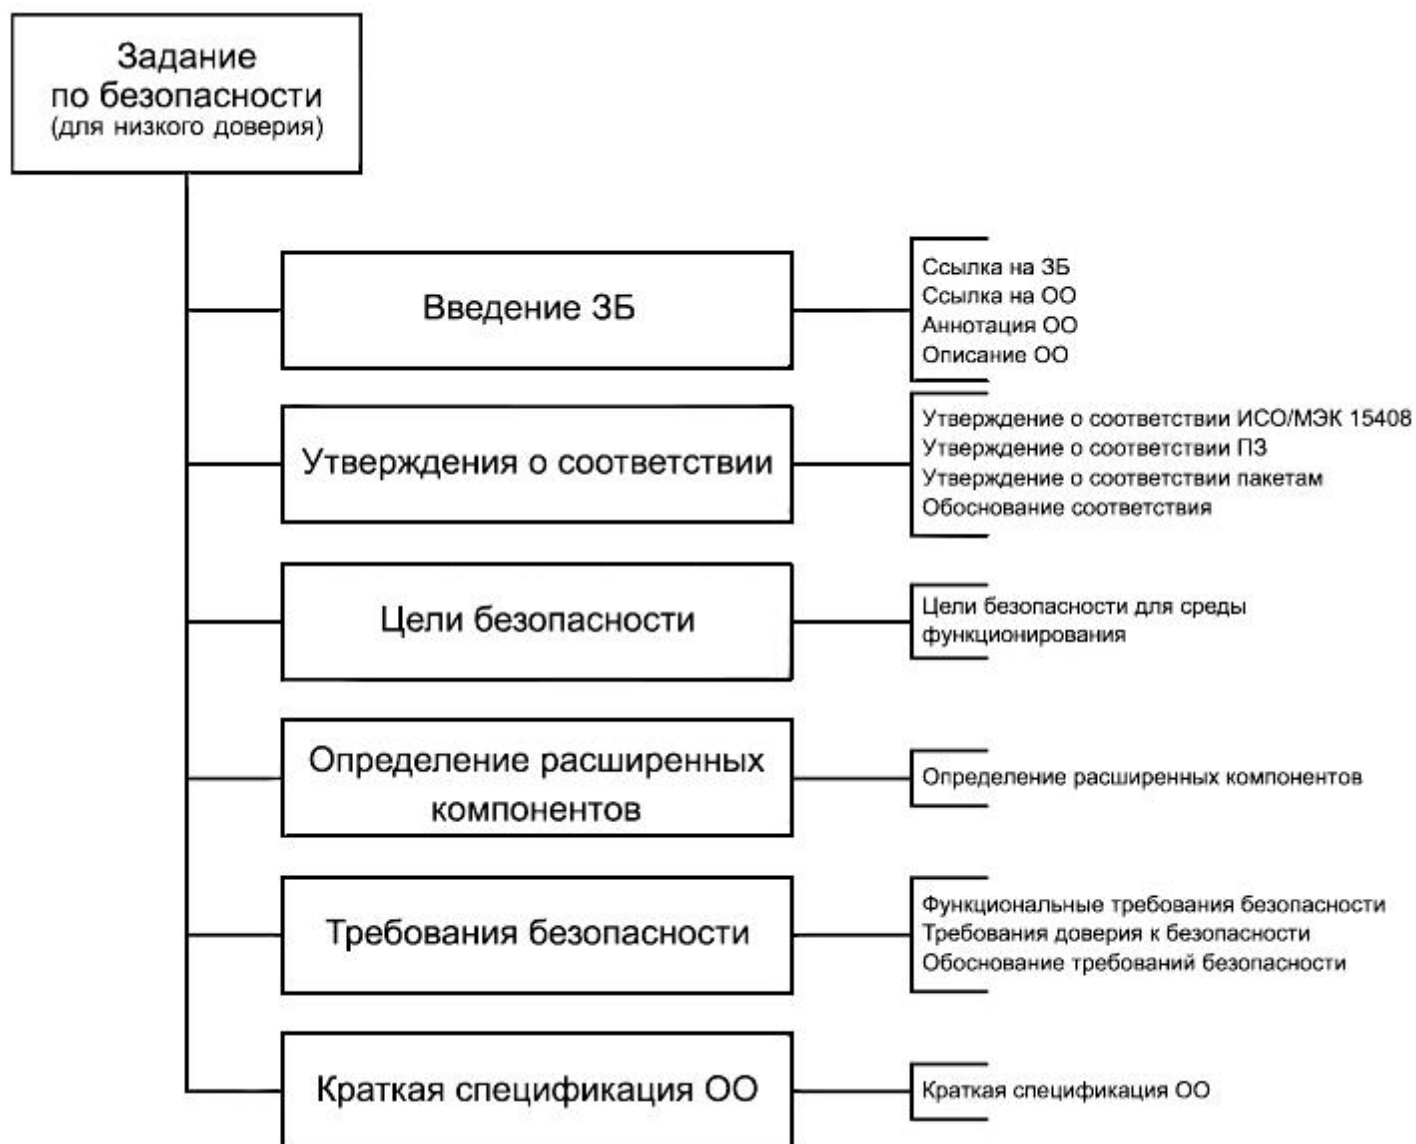 Задание
по безопасности
(для низкого доверия)
Введение ЗБ
Ссылка на ЗБ
Ссылка на ОО
Аннотация ОО
Описание ОО
Утверждения о соответствии
Утверждение о соответствии ИСО/МЭК 15408
Утверждение о соответствии ПЗ
Утверждение о соответствии пакетам
Обоснование соответствия
Цели безопасности
Цели безопасности для среды
функционирования
Определение расширенных
компонентов
Определение расширенных компонентов
Требования безопасности
Функциональные требования безопасности
Требования доверия к безопасности
Обоснование требований безопасности
Краткая спецификация ОО
Краткая спецификация ОО